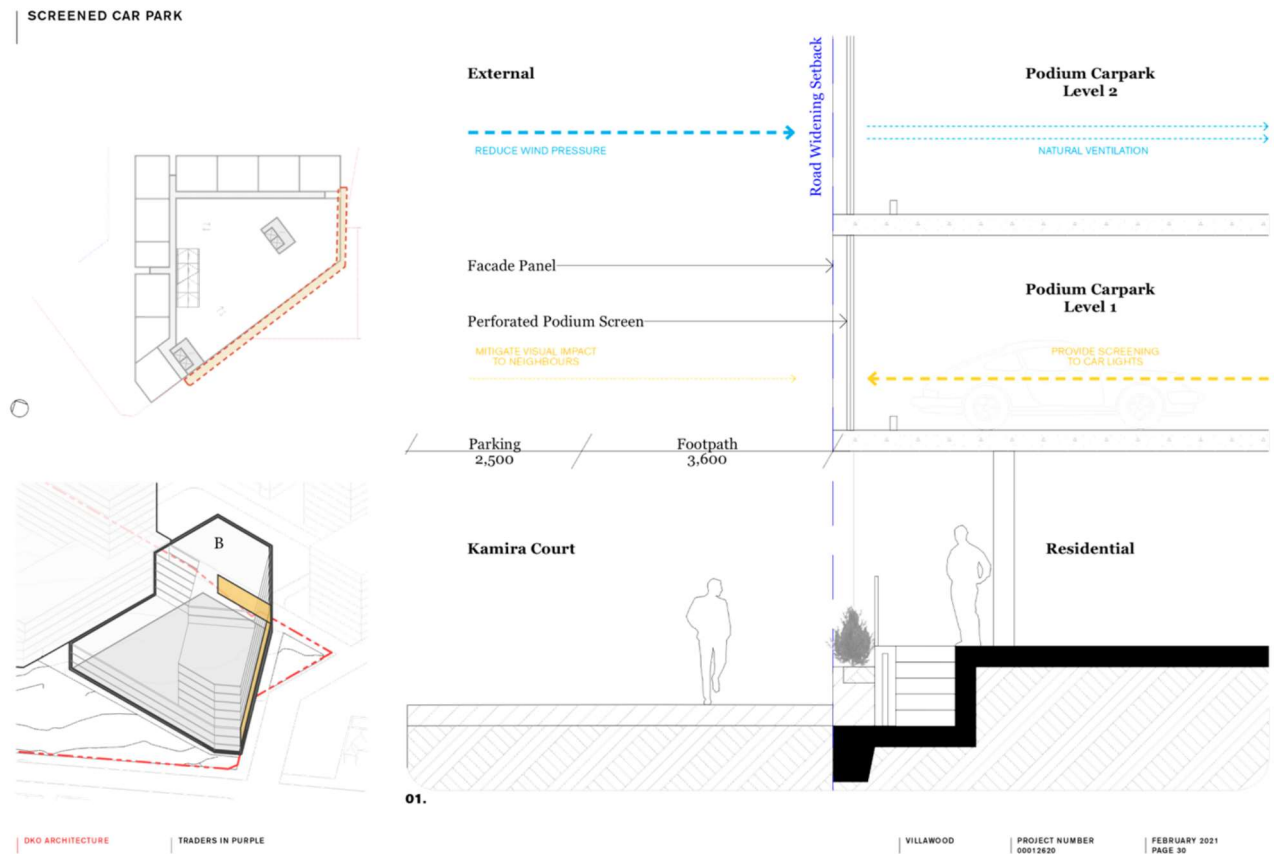 SCREENED CAR PARK
External
Road Widening Setback
Podium Carpark
Level 2
REDUCE WIND PRESSURE
NATURAL VENTILATION
Facade Panel
Podium Carpark
Level 1
Perforated Podium Screen
MITIGATE VISUAL IMPACT
TO NEIGHBOURS
PROVIDE SCREENING
TO CAR LIGHTS
Parking
2,500
Footpath
3,600
B
Kamira Court
Residential
01.
DKO ARCHITECTURE
TRADERS IN PURPLE
VILLAWOOD
PROJECT NUMBER
00012620
FEBRUARY 2021
PAGE 30